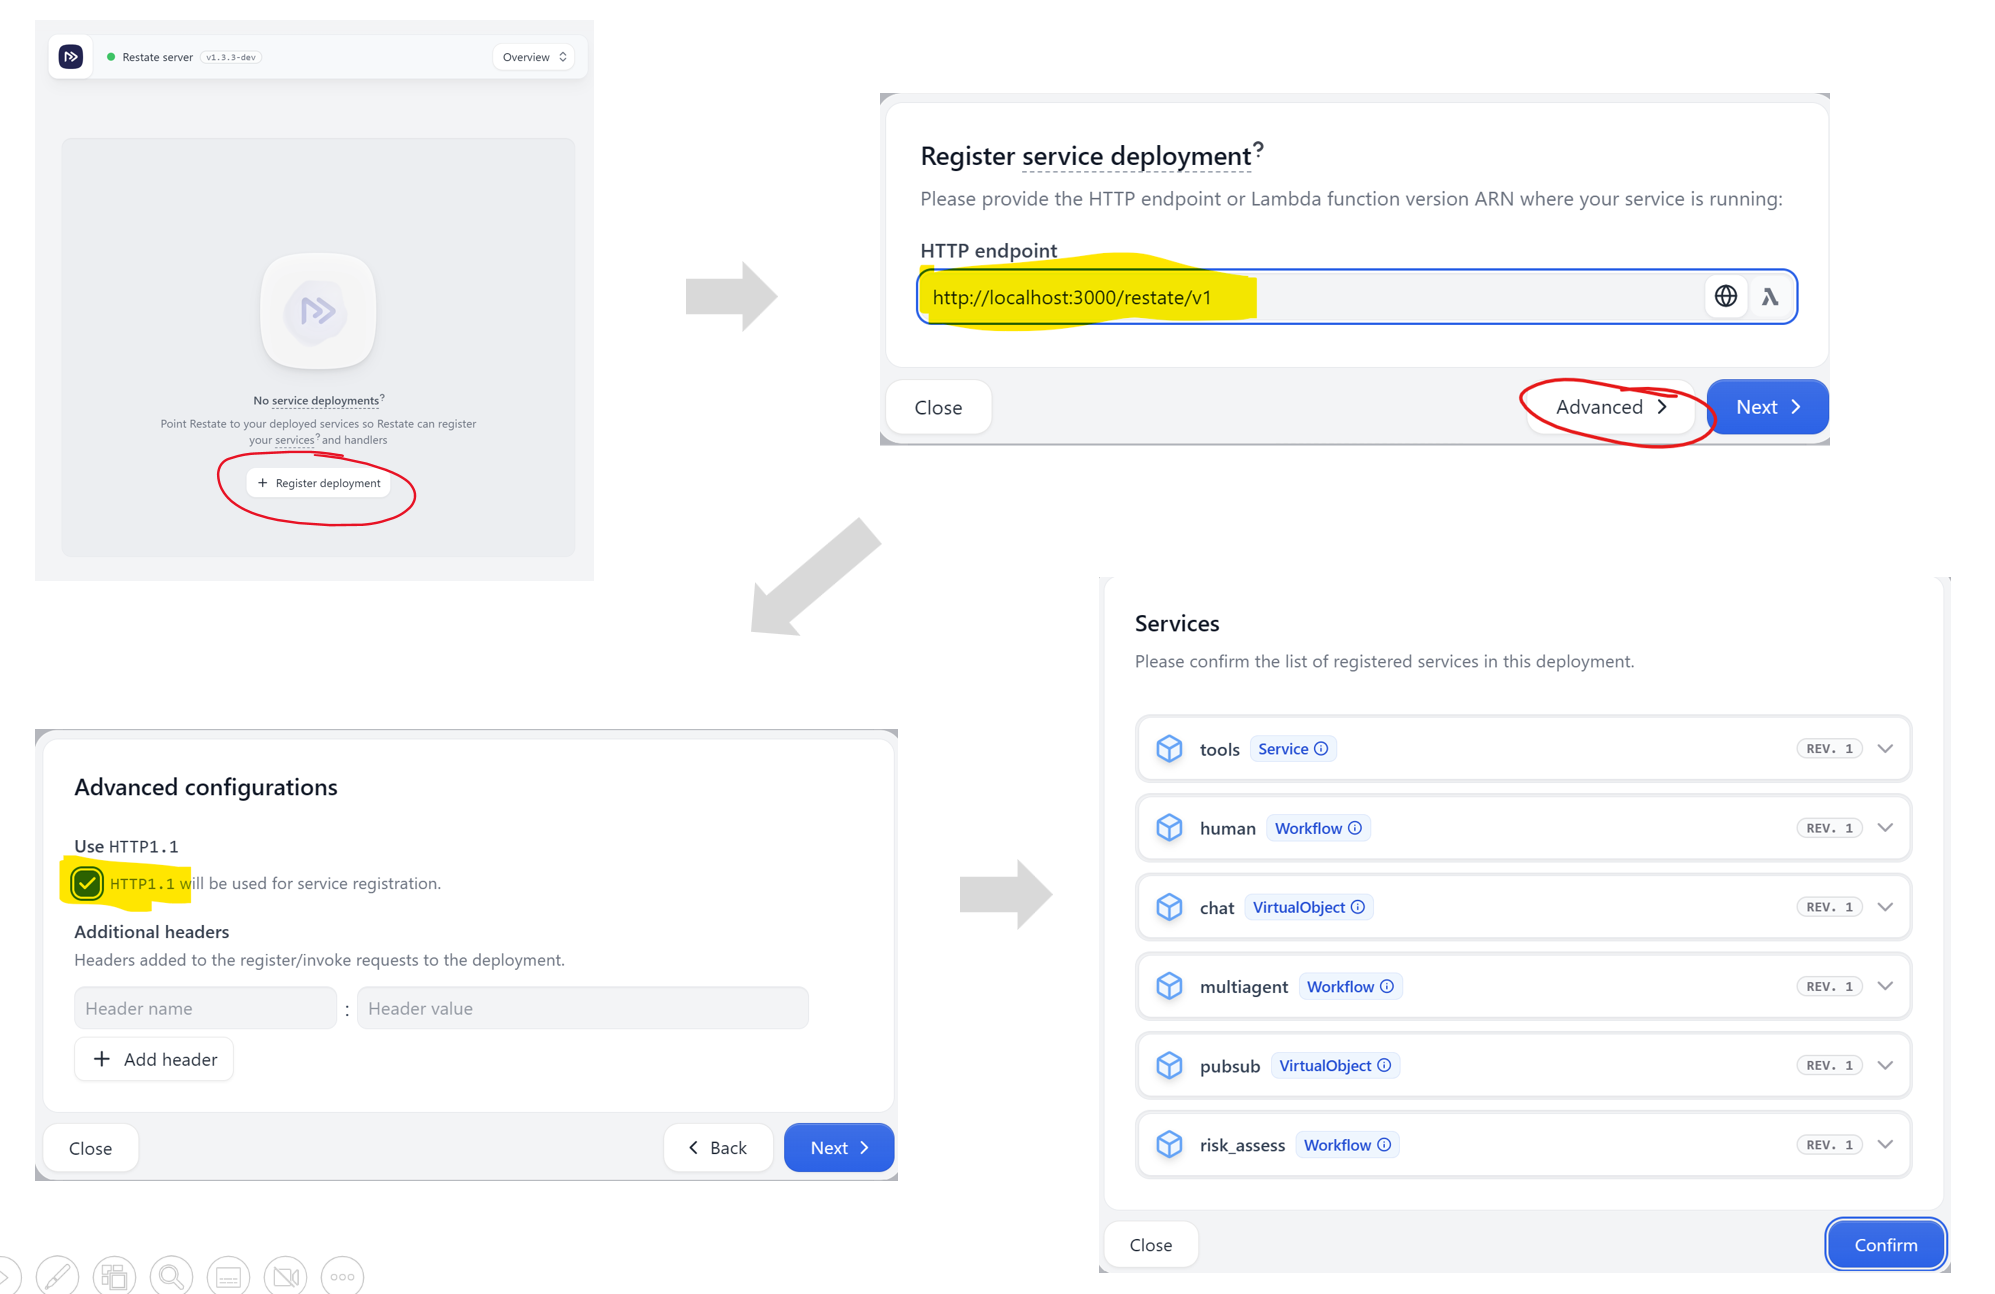 Restate server v1.3.3-dev
Overview
No service deployments?
Point Restate to your deployed services so Restate can register
your services? and handlers
+ Register deployment
Register service deployment?
Please provide the HTTP endpoint or Lambda function version ARN where your service is running:
HTTP endpoint
http://localhost:3000/restate/v1
Close
Advanced
Next
Advanced configurations
Use HTTP1.1
HTTP1.1 will be used for service registration.
Additional headers
Headers added to the register/invoke requests to the deployment.
Header name : Header value
+ Add header
Close
Back
Next
Services
Please confirm the list of registered services in this deployment.
tools Service REV. 1
human Workflow REV. 1
chat VirtualObject REV. 1
multiagent Workflow REV. 1
pubsub VirtualObject REV. 1
risk_assess Workflow REV. 1
Close
Confirm